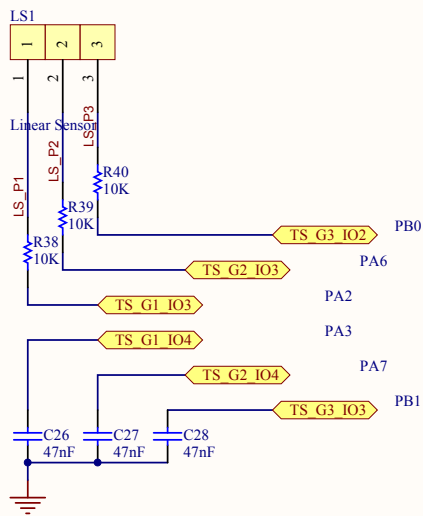 LS1
1 2 3
1 2 3
Linear Sensor
LS_P1
LS_P2
LS_P3
R40
10K
R39
10K
R38
10K
TS_G3_IO2 PB0
TS_G2_IO3 PA6
TS_G1_IO3 PA2
TS_G1_IO4 PA3
TS_G2_IO4 PA7
TS_G3_IO3 PB1
C26 C27 C28
47nF 47nF 47nF